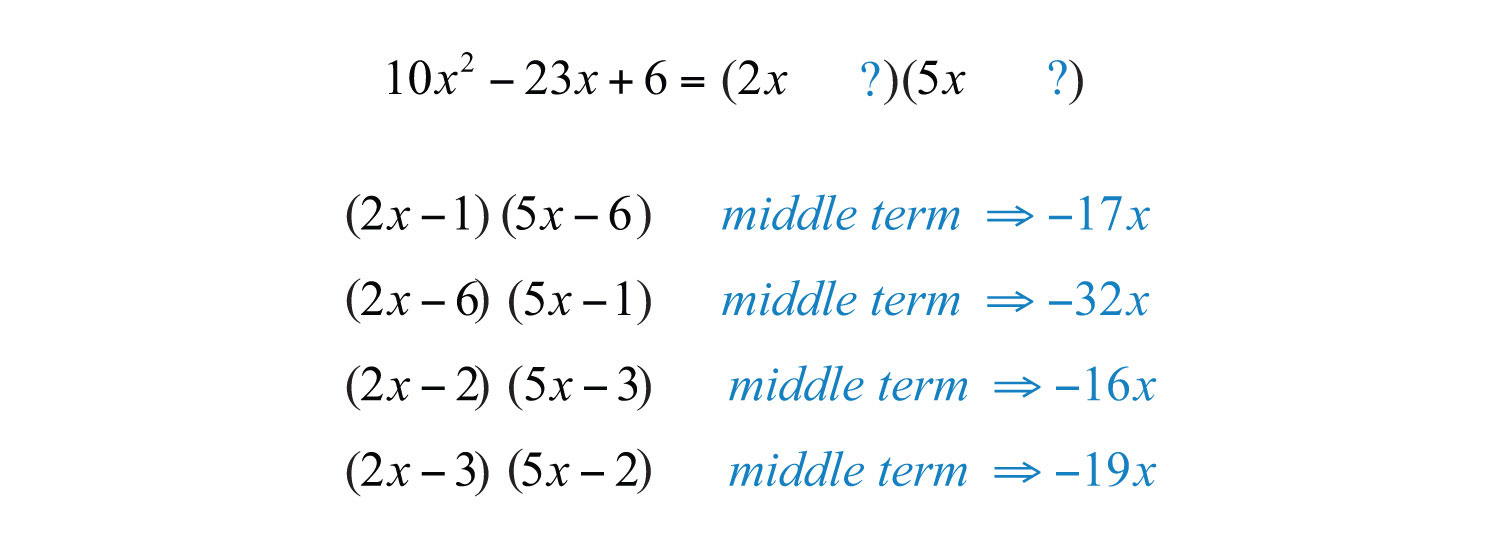 10x² − 23x + 6 = (2x ?)(5x ?)
(2x − 1) (5x − 6) middle term ⇒ −17x
(2x − 6) (5x − 1) middle term ⇒ −32x
(2x − 2) (5x − 3) middle term ⇒ −16x
(2x − 3) (5x − 2) middle term ⇒ −19x